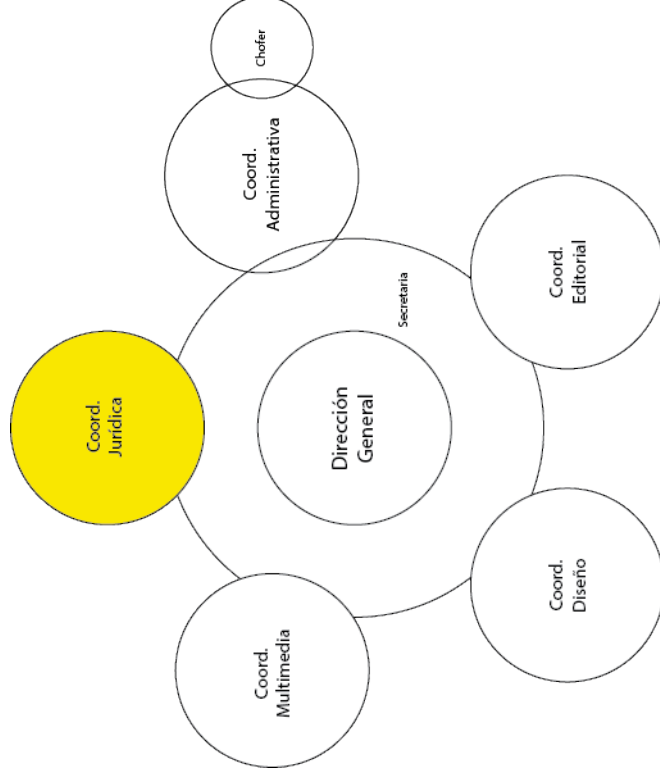 Coord.
Jurídica
Coord.
Multimedia
Coord.
Administrativa
Chofer
Dirección
General
Secretaria
Coord.
Diseño
Coord.
Editorial